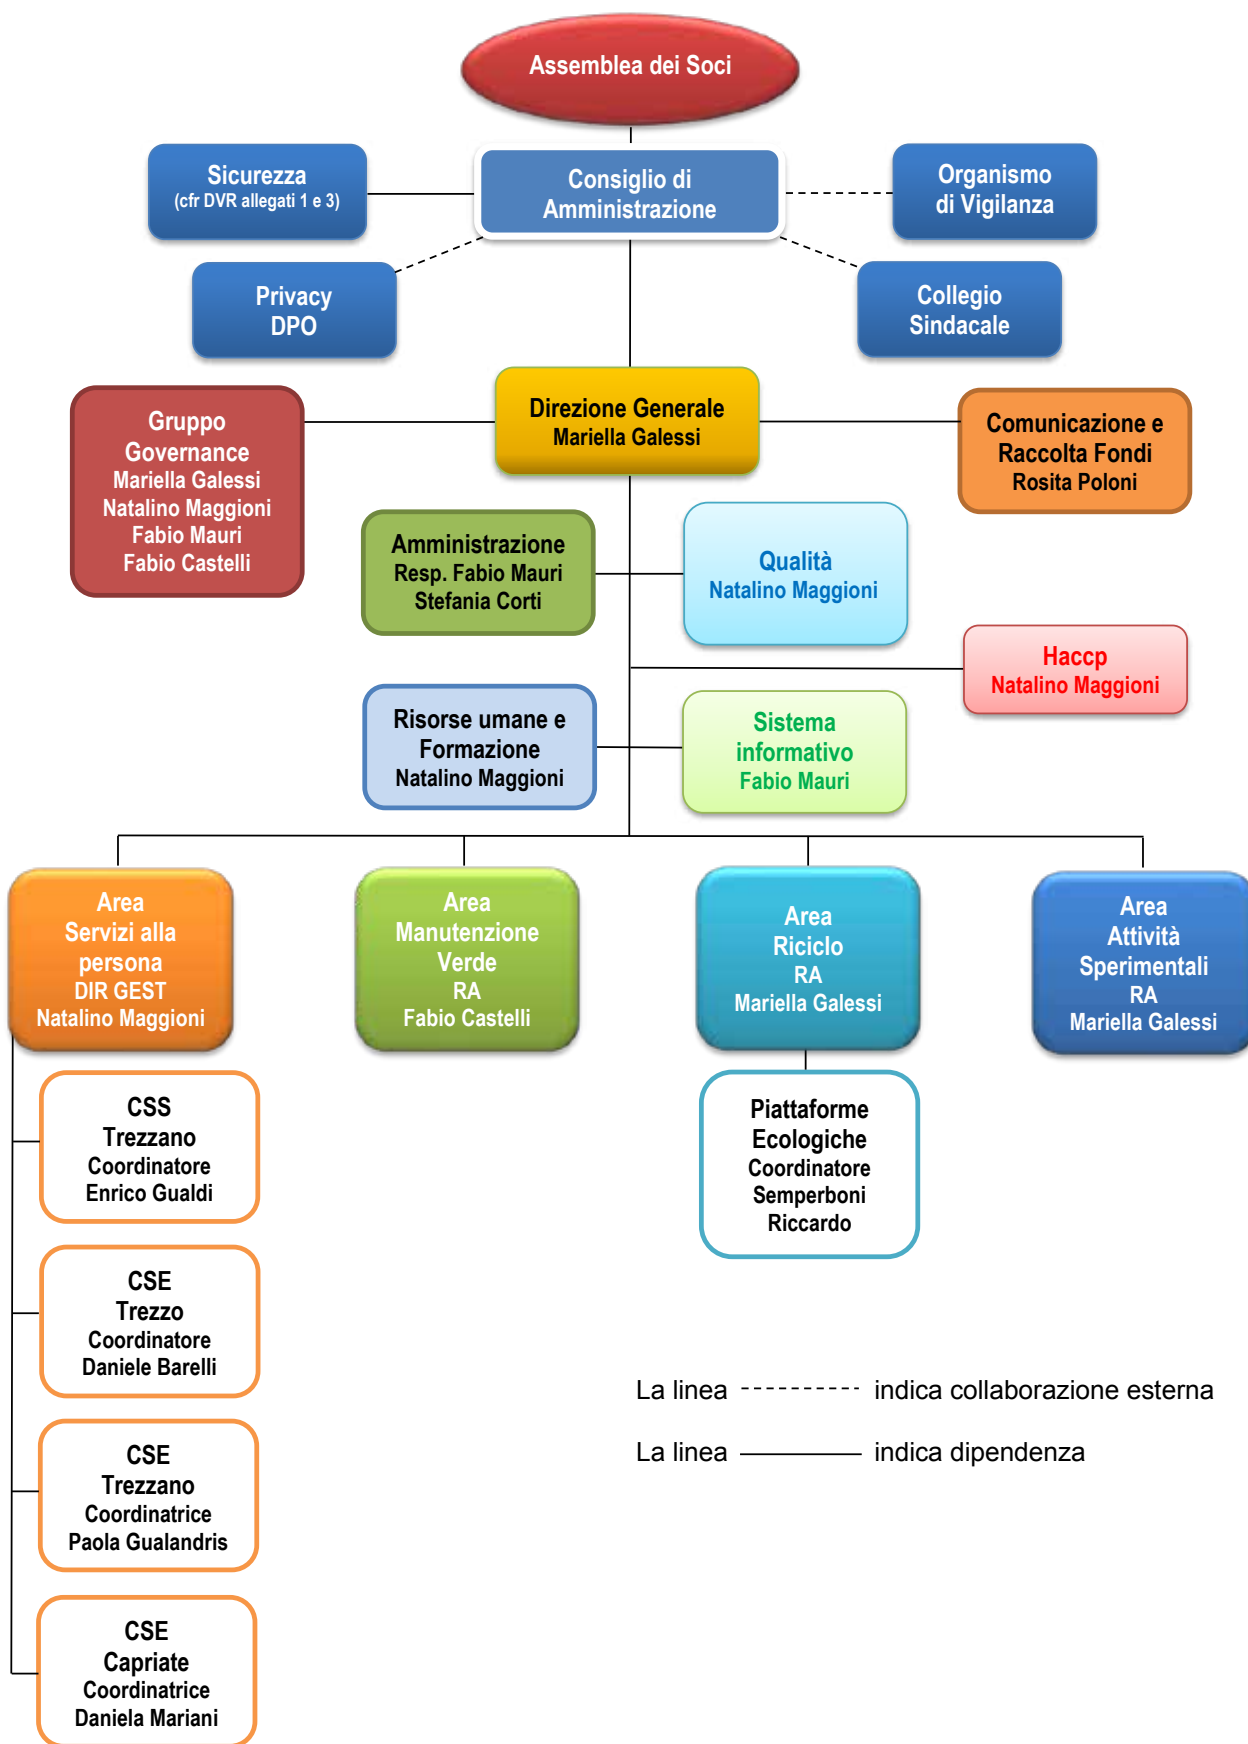 Assemblea dei Soci
Sicurezza
(cfr DVR allegati 1 e 3)
Consiglio di
Amministrazione
Organismo
di Vigilanza
Privacy
DPO
Collegio
Sindacale
Gruppo
Governance
Mariella Galessi
Natalino Maggioni
Fabio Mauri
Fabio Castelli
Direzione Generale
Mariella Galessi
Comunicazione e
Raccolta Fondi
Rosita Poloni
Amministrazione
Resp. Fabio Mauri
Stefania Corti
Qualità
Natalino Maggioni
Haccp
Natalino Maggioni
Risorse umane e
Formazione
Natalino Maggioni
Sistema
informativo
Fabio Mauri
Area
Servizi alla
persona
DIR GEST
Natalino Maggioni
Area
Manutenzione
Verde
RA
Fabio Castelli
Area
Riciclo
RA
Mariella Galessi
Area
Attività
Sperimentali
RA
Mariella Galessi
CSS
Trezzano
Coordinatore
Enrico Gualdi
Piattaforme
Ecologiche
Coordinatore
Semperboni
Riccardo
CSE
Trezzo
Coordinatore
Daniele Barelli
La linea indica collaborazione esterna
La linea indica dipendenza
CSE
Trezzano
Coordinatrice
Paola Gualandris
CSE
Capriate
Coordinatrice
Daniela Mariani